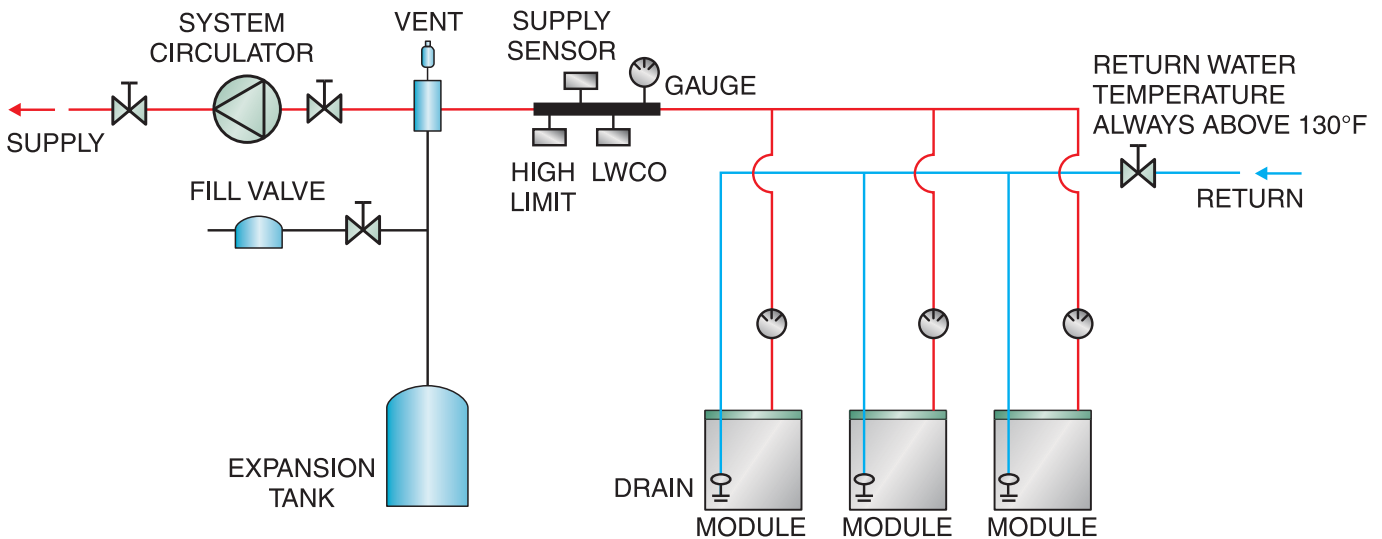 SYSTEM
CIRCULATOR
VENT
SUPPLY
SENSOR
GAUGE
RETURN WATER
TEMPERATURE
ALWAYS ABOVE 130°F
SUPPLY
HIGH
LIMIT
LWCO
FILL VALVE
RETURN
EXPANSION
TANK
DRAIN
MODULE
MODULE
MODULE